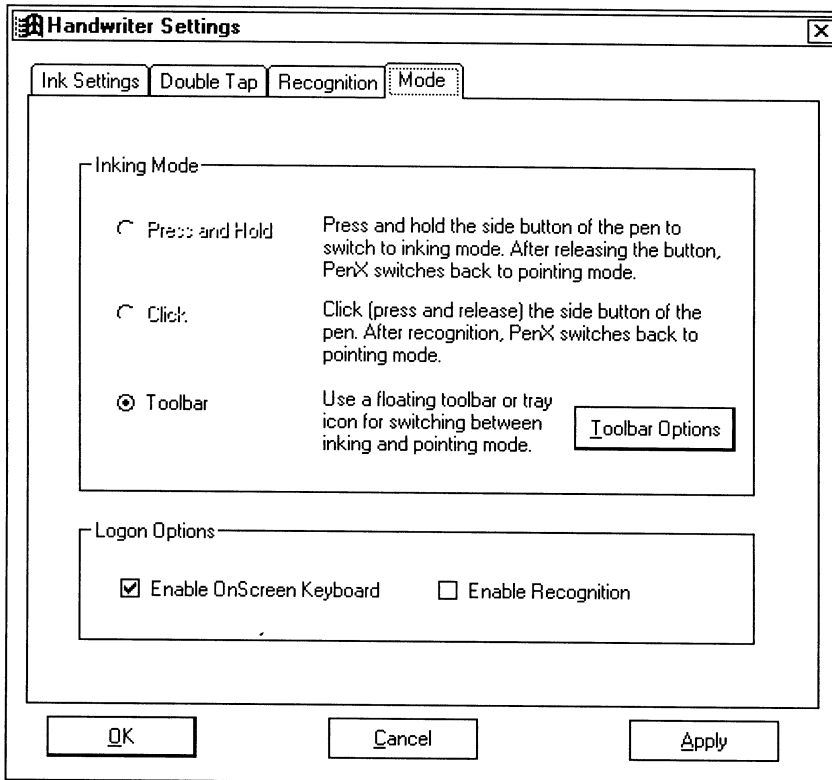 Handwriter Settings
Ink Settings Double Tap Recognition Mode
Inking Mode
Press and Hold
Press and hold the side button of the pen to
switch to inking mode. After releasing the button,
PenX switches back to pointing mode.
Click
Click (press and release) the side button of the
pen. After recognition, PenX switches back to
pointing mode.
Toolbar
Use a floating toolbar or tray
icon for switching between
inking and pointing mode.
Toolbar Options
Logon Options
Enable OnScreen Keyboard
Enable Recognition
OK Cancel Apply